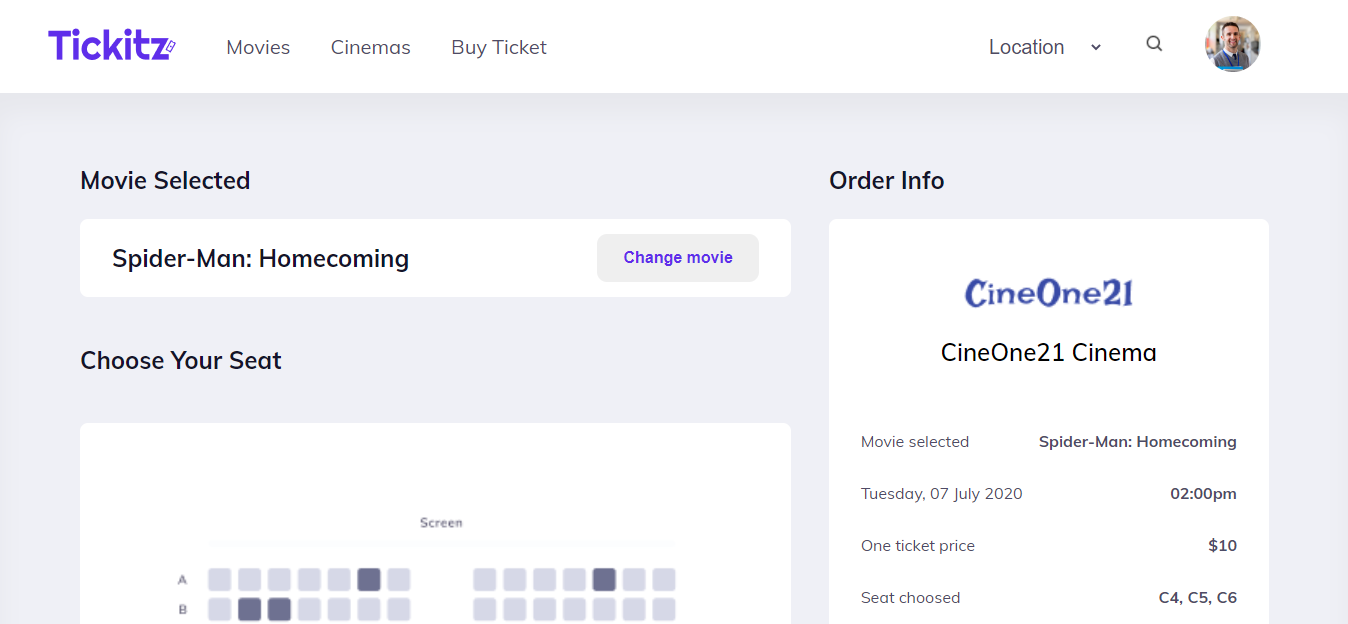 Tickitz
Movies Cinemas Buy Ticket Location
Movie Selected
Spider-Man: Homecoming Change movie
Choose Your Seat
Screen
A
B
Order Info
CineOne21
CineOne21 Cinema
Movie selected Spider-Man: Homecoming
Tuesday, 07 July 2020 02:00pm
One ticket price $10
Seat choosed C4, C5, C6